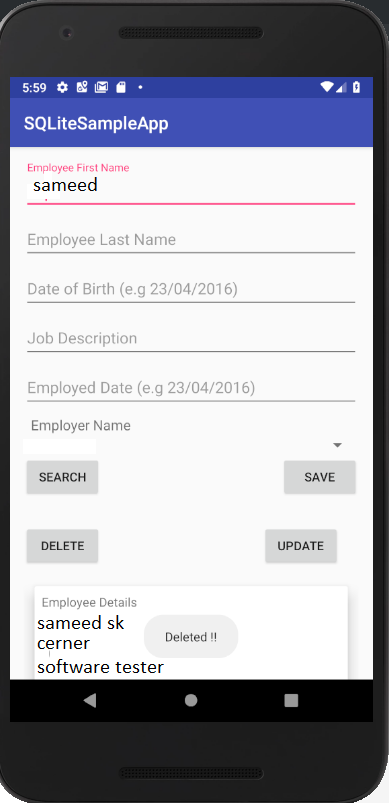 5:59
SQLiteSampleApp
Employee First Name
sameed
Employee Last Name
Date of Birth (e.g 23/04/2016)
Job Description
Employed Date (e.g 23/04/2016)
Employer Name
SEARCH SAVE
DELETE UPDATE
Employee Details
sameed sk
cerner
Deleted !!
software tester